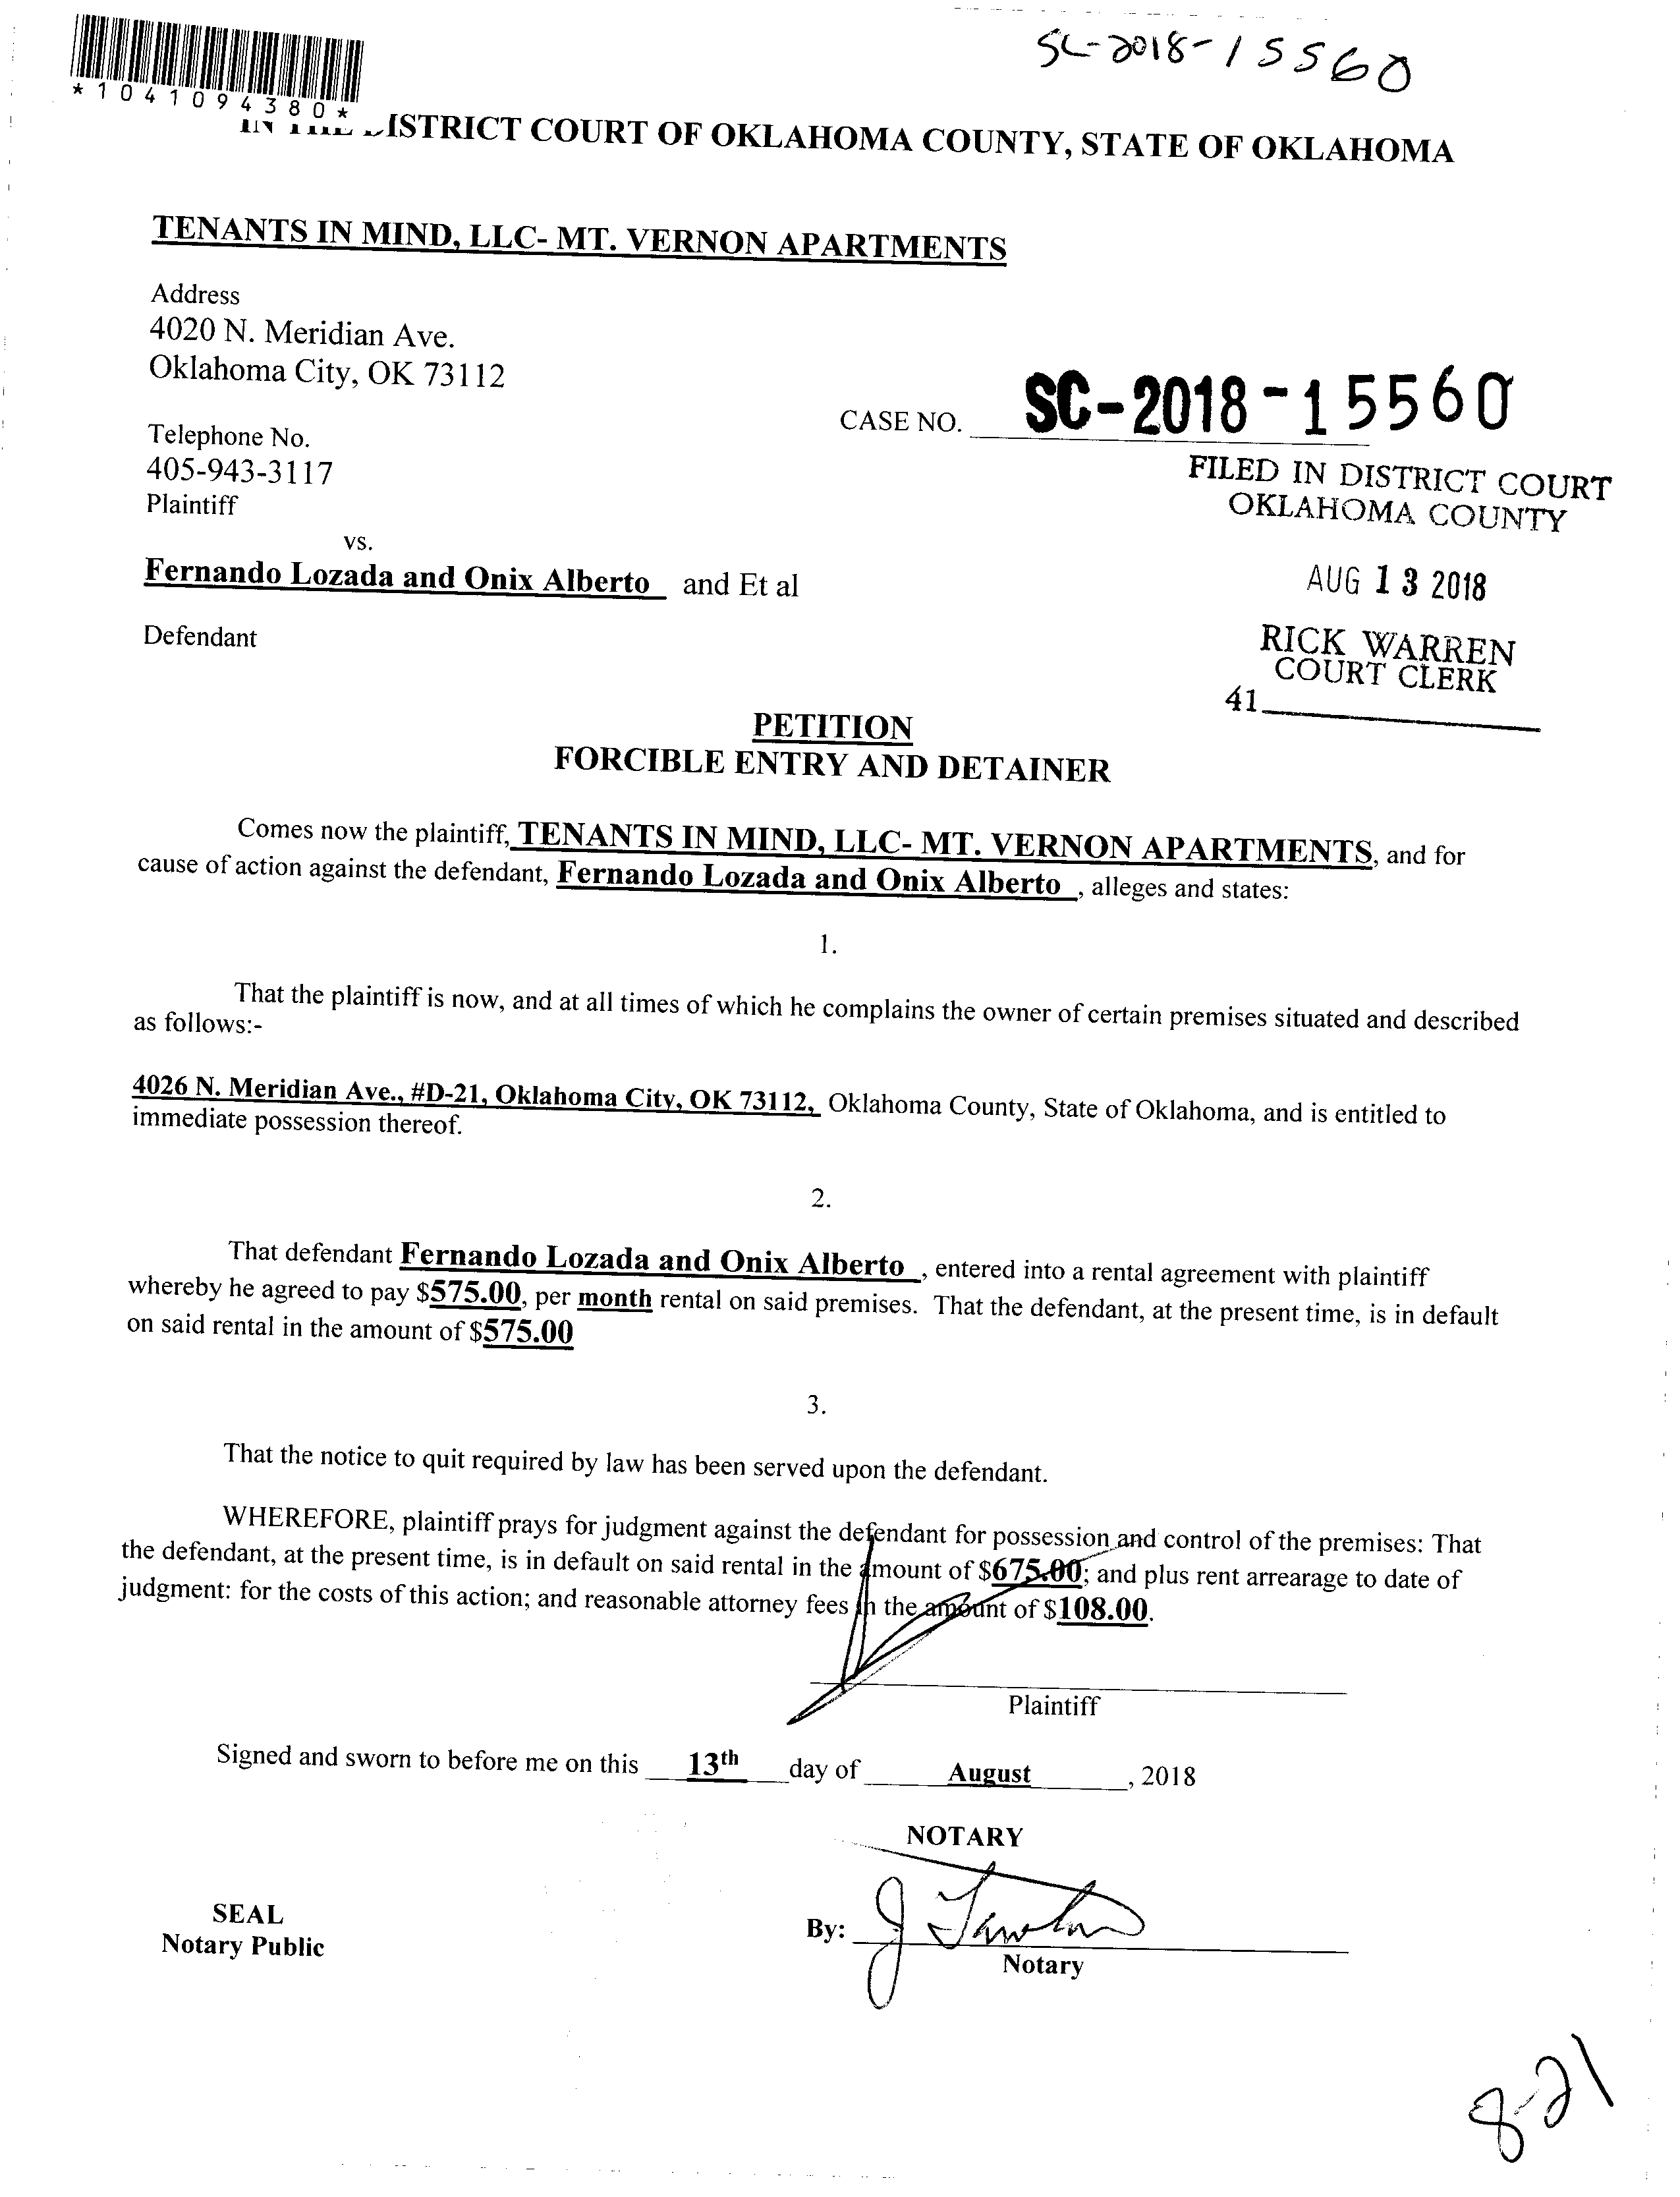 SC-2018-15560
*1041094380*
IN THE DISTRICT COURT OF OKLAHOMA COUNTY, STATE OF OKLAHOMA
TENANTS IN MIND, LLC- MT. VERNON APARTMENTS
Address
4020 N. Meridian Ave.
Oklahoma City, OK 73112
CASE NO. SC-2018-15560
Telephone No.
405-943-3117
Plaintiff
FILED IN DISTRICT COURT
OKLAHOMA COUNTY
vs.
Fernando Lozada and Onix Alberto and Et al
AUG 13 2018
Defendant
RICK WARREN
COURT CLERK
41
PETITION
FORCIBLE ENTRY AND DETAINER
Comes now the plaintiff, TENANTS IN MIND, LLC- MT. VERNON APARTMENTS, and for
cause of action against the defendant, Fernando Lozada and Onix Alberto , alleges and states:
1.
That the plaintiff is now, and at all times of which he complains the owner of certain premises situated and described
as follows:-
4026 N. Meridian Ave., #D-21, Oklahoma City, OK 73112, Oklahoma County, State of Oklahoma, and is entitled to
immediate possession thereof.
2.
That defendant Fernando Lozada and Onix Alberto , entered into a rental agreement with plaintiff
whereby he agreed to pay $575.00, per month rental on said premises. That the defendant, at the present time, is in default
on said rental in the amount of $575.00
3.
That the notice to quit required by law has been served upon the defendant.
WHEREFORE, plaintiff prays for judgment against the defendant for possession and control of the premises: That
the defendant, at the present time, is in default on said rental in the amount of $675.00; and plus rent arrearage to date of
judgment: for the costs of this action; and reasonable attorney fees in the amount of $108.00.
Plaintiff
Signed and sworn to before me on this 13th day of August, 2018
NOTARY
SEAL
Notary Public
By:
Notary
8-21